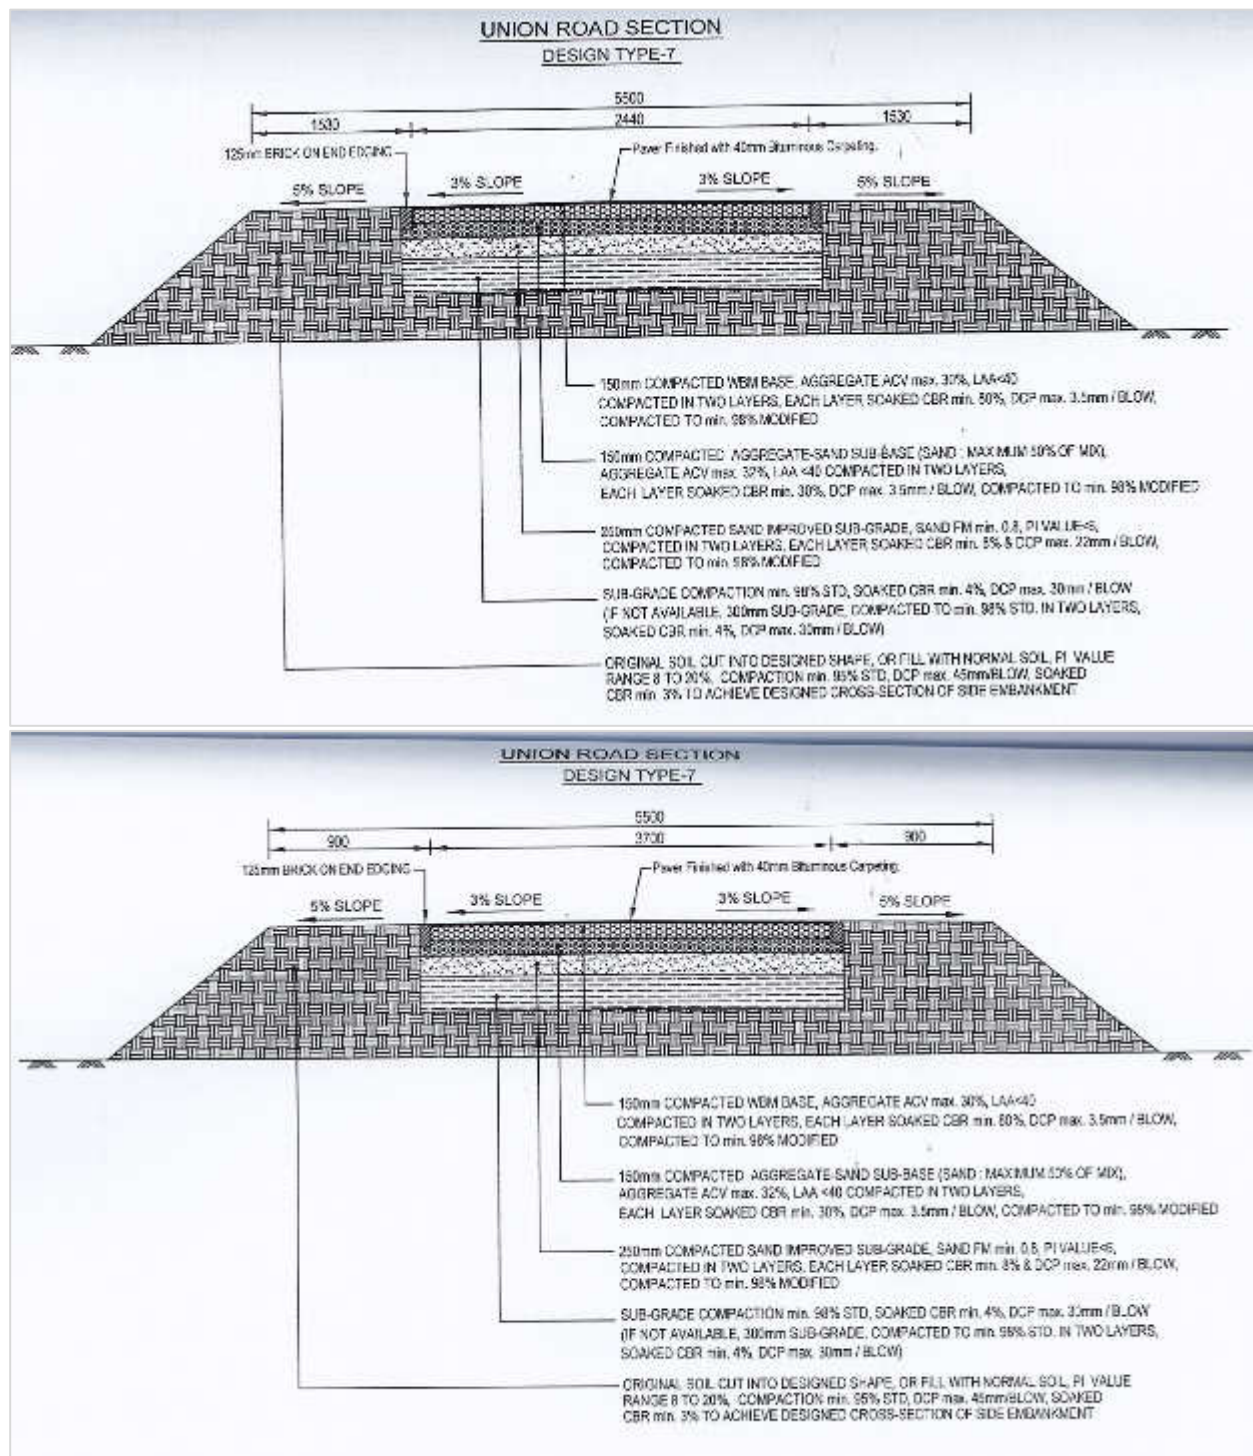 UNION ROAD SECTION
DESIGN TYPE-7
5500
1530 2440 1530
125mm BRICK ON END EDGING
Paver Finished with 40mm Bituminous Carpeting.
5% SLOPE 3% SLOPE 3% SLOPE 5% SLOPE
150mm COMPACTED WBM BASE, AGGREGATE ACV max. 30%, LAA<40
COMPACTED IN TWO LAYERS, EACH LAYER SOAKED CBR min. 80%, DCP max. 3.5mm / BLOW,
COMPACTED TO min. 98% MODIFIED
150mm COMPACTED AGGREGATE-SAND SUB-BASE (SAND : MAXIMUM 50% OF MIX),
AGGREGATE ACV max. 32%, LAA <40 COMPACTED IN TWO LAYERS,
EACH LAYER SOAKED CBR min. 30%, DCP max. 3.5mm / BLOW, COMPACTED TO min. 98% MODIFIED
250mm COMPACTED SAND IMPROVED SUB-GRADE, SAND FM min. 0.8, PI VALUE<6,
COMPACTED IN TWO LAYERS, EACH LAYER SOAKED CBR min. 8% & DCP max. 22mm / BLOW,
COMPACTED TO min. 98% MODIFIED
SUB-GRADE COMPACTION min. 98% STD, SOAKED CBR min. 4%, DCP max. 30mm / BLOW
(IF NOT AVAILABLE, 300mm SUB-GRADE, COMPACTED TO min. 98% STD. IN TWO LAYERS,
SOAKED CBR min. 4%, DCP max. 30mm / BLOW)
ORIGINAL SOIL CUT INTO DESIGNED SHAPE, OR FILL WITH NORMAL SOIL, PI VALUE
RANGE 8 TO 20%, COMPACTION min. 95% STD, DCP max. 45mm/BLOW, SOAKED
CBR min. 3% TO ACHIEVE DESIGNED CROSS-SECTION OF SIDE EMBANKMENT
UNION ROAD SECTION
DESIGN TYPE-7
5500
900 3700 900
125mm BRICK ON END EDGING
Paver Finished with 40mm Bituminous Carpeting.
5% SLOPE 3% SLOPE 3% SLOPE 5% SLOPE
150mm COMPACTED WBM BASE, AGGREGATE ACV max. 30%, LAA<40
COMPACTED IN TWO LAYERS, EACH LAYER SOAKED CBR min. 80%, DCP max. 3.5mm / BLOW,
COMPACTED TO min. 98% MODIFIED
150mm COMPACTED AGGREGATE-SAND SUB-BASE (SAND : MAXIMUM 50% OF MIX),
AGGREGATE ACV max. 32%, LAA <40 COMPACTED IN TWO LAYERS,
EACH LAYER SOAKED CBR min. 30%, DCP max. 3.5mm / BLOW, COMPACTED TO min. 98% MODIFIED
250mm COMPACTED SAND IMPROVED SUB-GRADE, SAND FM min. 0.8, PI VALUE<6,
COMPACTED IN TWO LAYERS, EACH LAYER SOAKED CBR min. 8% & DCP max. 22mm / BLOW,
COMPACTED TO min. 98% MODIFIED
SUB-GRADE COMPACTION min. 98% STD, SOAKED CBR min. 4%, DCP max. 30mm / BLOW
(IF NOT AVAILABLE, 300mm SUB-GRADE, COMPACTED TO min. 98% STD. IN TWO LAYERS,
SOAKED CBR min. 4%, DCP max. 30mm / BLOW)
ORIGINAL SOIL CUT INTO DESIGNED SHAPE, OR FILL WITH NORMAL SOIL, PI VALUE
RANGE 8 TO 20%, COMPACTION min. 95% STD, DCP max. 45mm/BLOW, SOAKED
CBR min. 3% TO ACHIEVE DESIGNED CROSS-SECTION OF SIDE EMBANKMENT